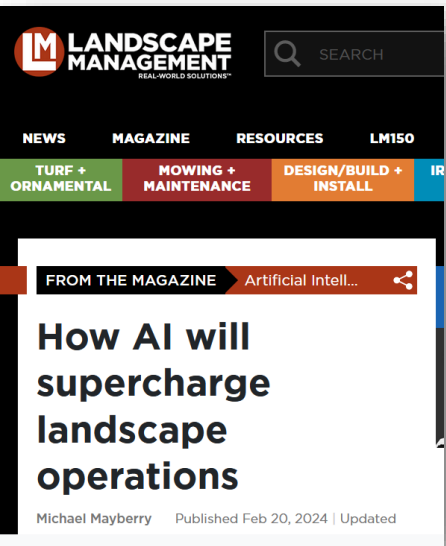 LM LANDSCAPE
MANAGEMENT
REAL-WORLD SOLUTIONS™
SEARCH
NEWS MAGAZINE RESOURCES LM150
TURF +
ORNAMENTAL
MOWING +
MAINTENANCE
DESIGN/BUILD +
INSTALL
IR
FROM THE MAGAZINE Artificial Intell...
How AI will
supercharge
landscape
operations
Michael Mayberry Published Feb 20, 2024 | Updated